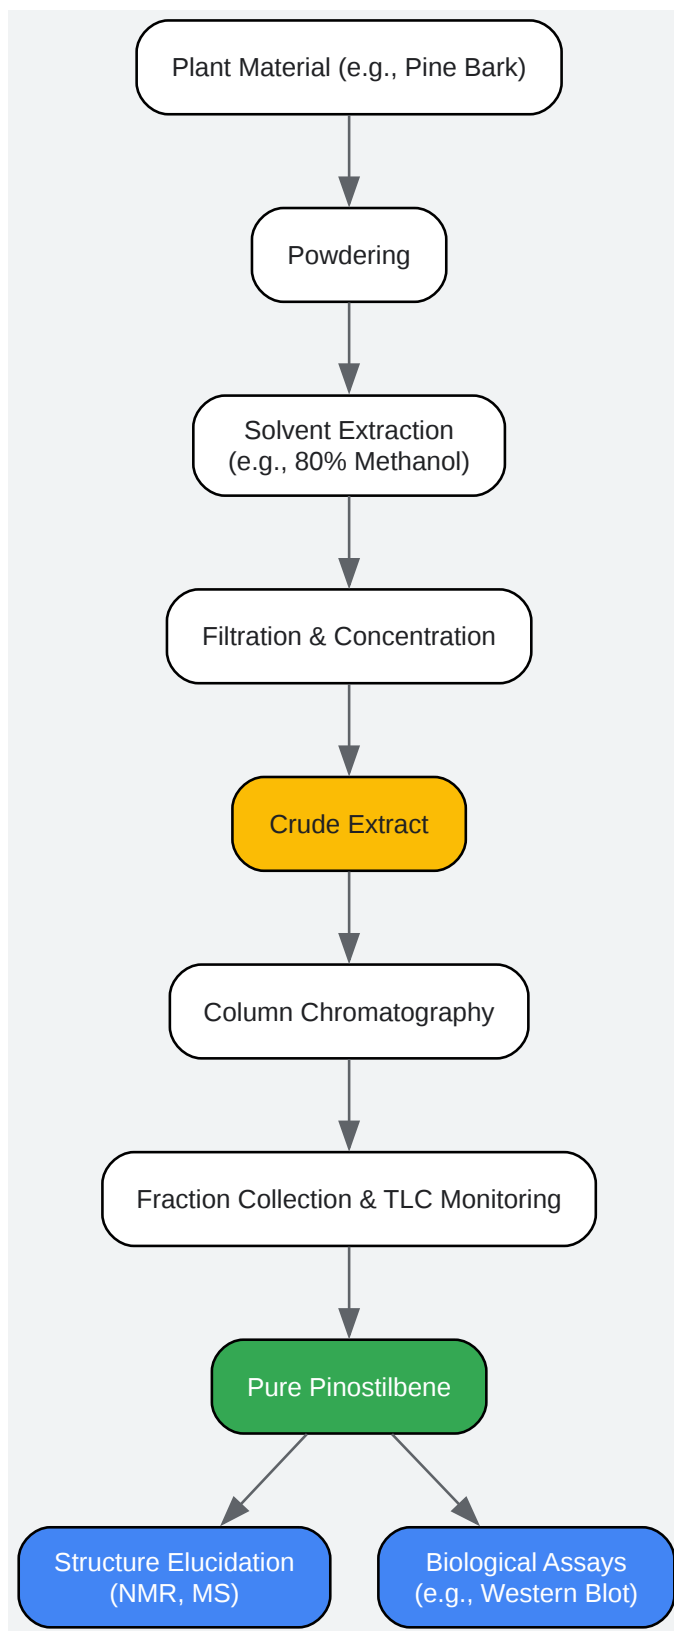 Plant Material (e.g., Pine Bark)
Powdering
Solvent Extraction
(e.g., 80% Methanol)
Filtration & Concentration
Crude Extract
Column Chromatography
Fraction Collection & TLC Monitoring
Pure Pinostilbene
Structure Elucidation
(NMR, MS)
Biological Assays
(e.g., Western Blot)